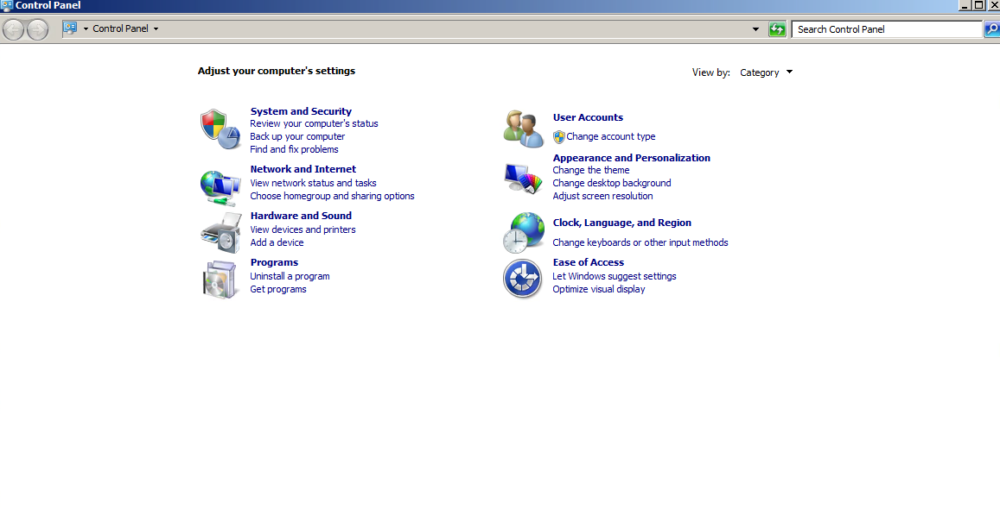 Control Panel
Control Panel
Search Control Panel
Adjust your computer's settings
View by: Category
System and Security
Review your computer's status
Back up your computer
Find and fix problems
Network and Internet
View network status and tasks
Choose homegroup and sharing options
Hardware and Sound
View devices and printers
Add a device
Programs
Uninstall a program
Get programs
User Accounts
Change account type
Appearance and Personalization
Change the theme
Change desktop background
Adjust screen resolution
Clock, Language, and Region
Change keyboards or other input methods
Ease of Access
Let Windows suggest settings
Optimize visual display